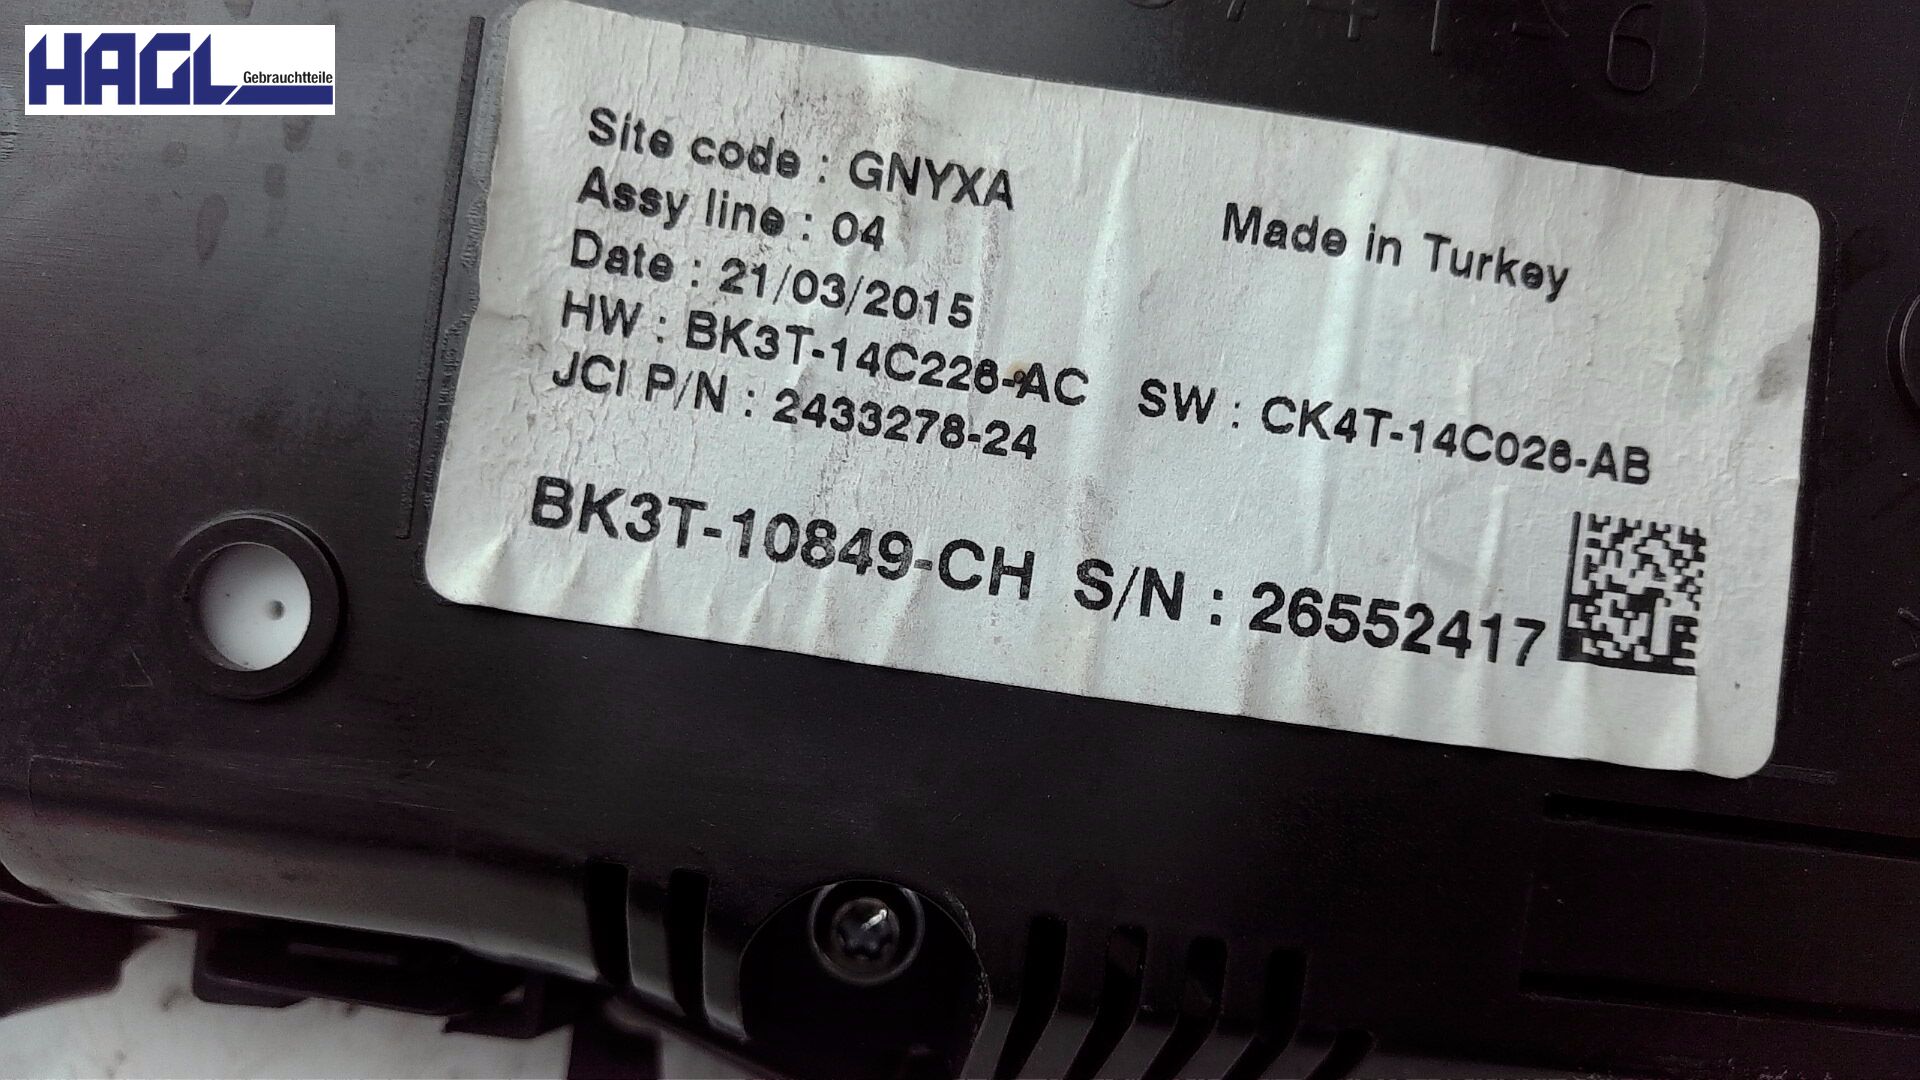 HAGL
Gebrauchtteile
Site code : GNYXA
Assy line : 04
Made in Turkey
Date : 21/03/2015
HW : BK3T-14C226-AC SW : CK4T-14C026-AB
JCI P/N : 2433278-24
BK3T-10849-CH S/N : 26552417